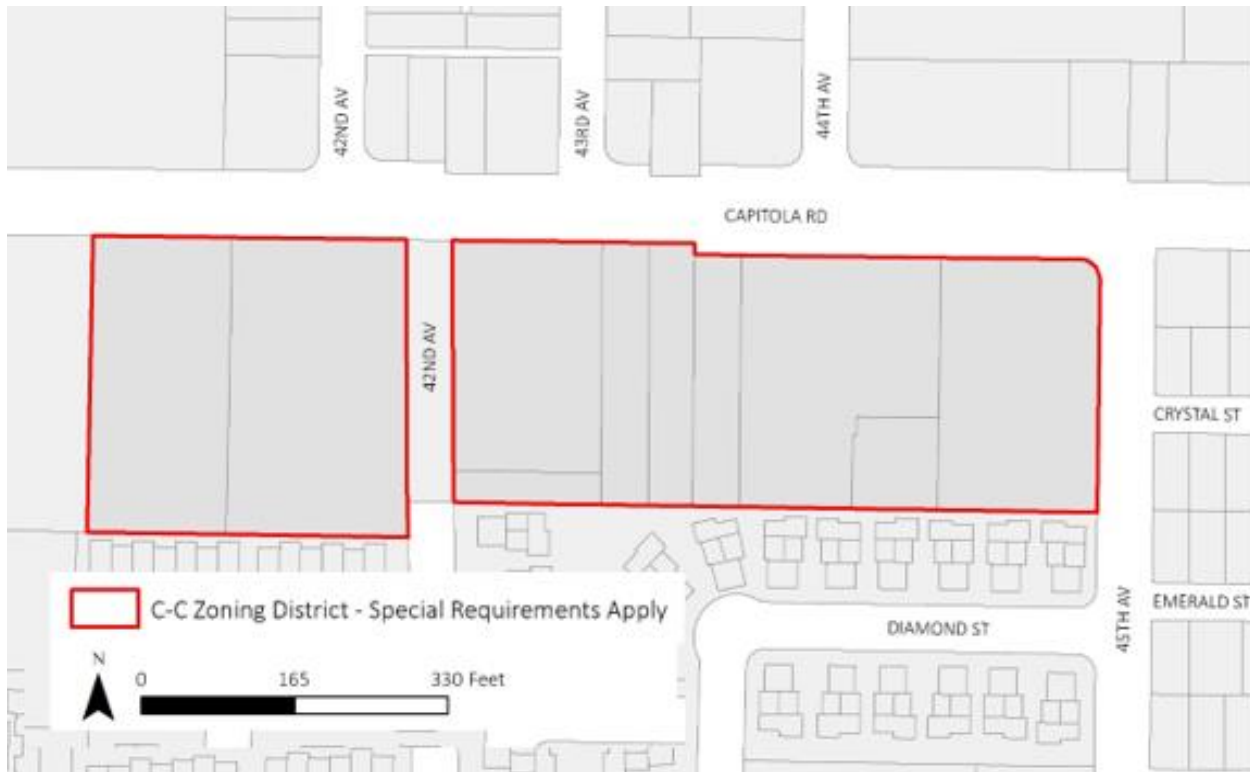 42ND AV
43RD AV
44TH AV
CAPITOLA RD
42ND AV
CRYSTAL ST
EMERALD ST
DIAMOND ST
45TH AV
C-C Zoning District - Special Requirements Apply
N
0 165 330 Feet